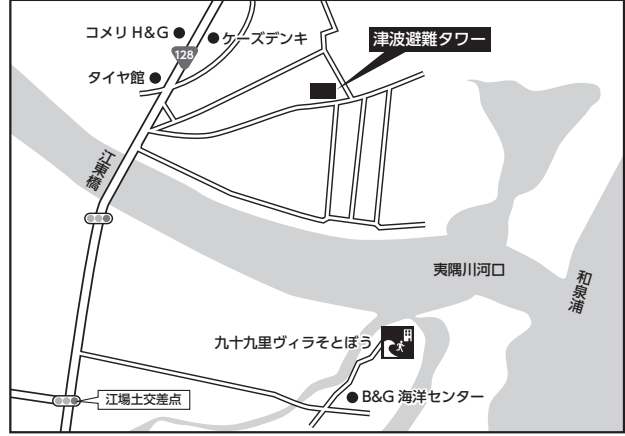 コメリ H&G
ケーズデンキ
津波避難タワー
128
タイヤ館
江東橋
夷隅川河口
和泉浦
九十九里ヴィラそとぼう
B&G 海洋センター
江場土交差点